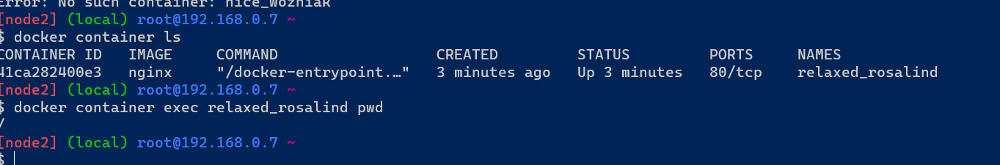 Error: No such container: nice_wozniak
[node2] (local) root@192.168.0.7 ~
$ docker container ls
CONTAINER ID   IMAGE     COMMAND                  CREATED         STATUS         PORTS     NAMES
41ca282400e3   nginx     "/docker-entrypoint.…"   3 minutes ago   Up 3 minutes   80/tcp    relaxed_rosalind
[node2] (local) root@192.168.0.7 ~
$ docker container exec relaxed_rosalind pwd
/
[node2] (local) root@192.168.0.7 ~
$